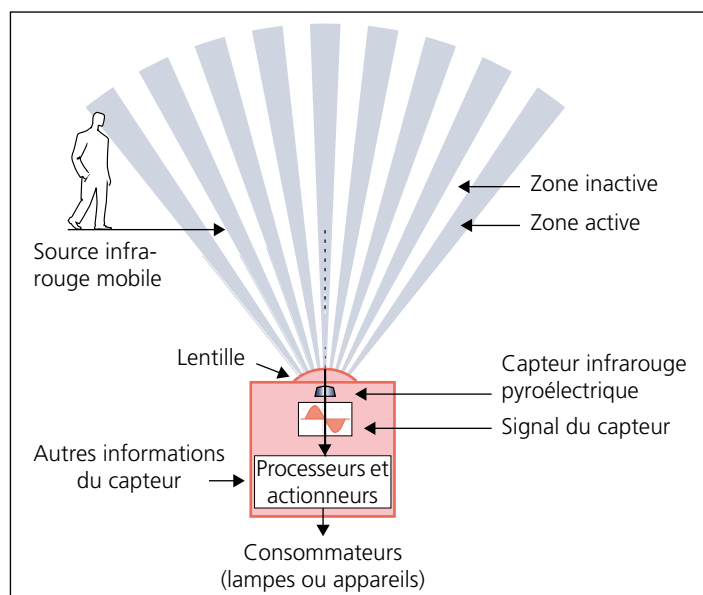 Zone inactive
Zone active
Source infra-
rouge mobile
Lentille
Capteur infrarouge
pyroélectrique
Signal du capteur
Autres informations
du capteur
Processeurs et
actionneurs
Consommateurs
(lampes ou appareils)